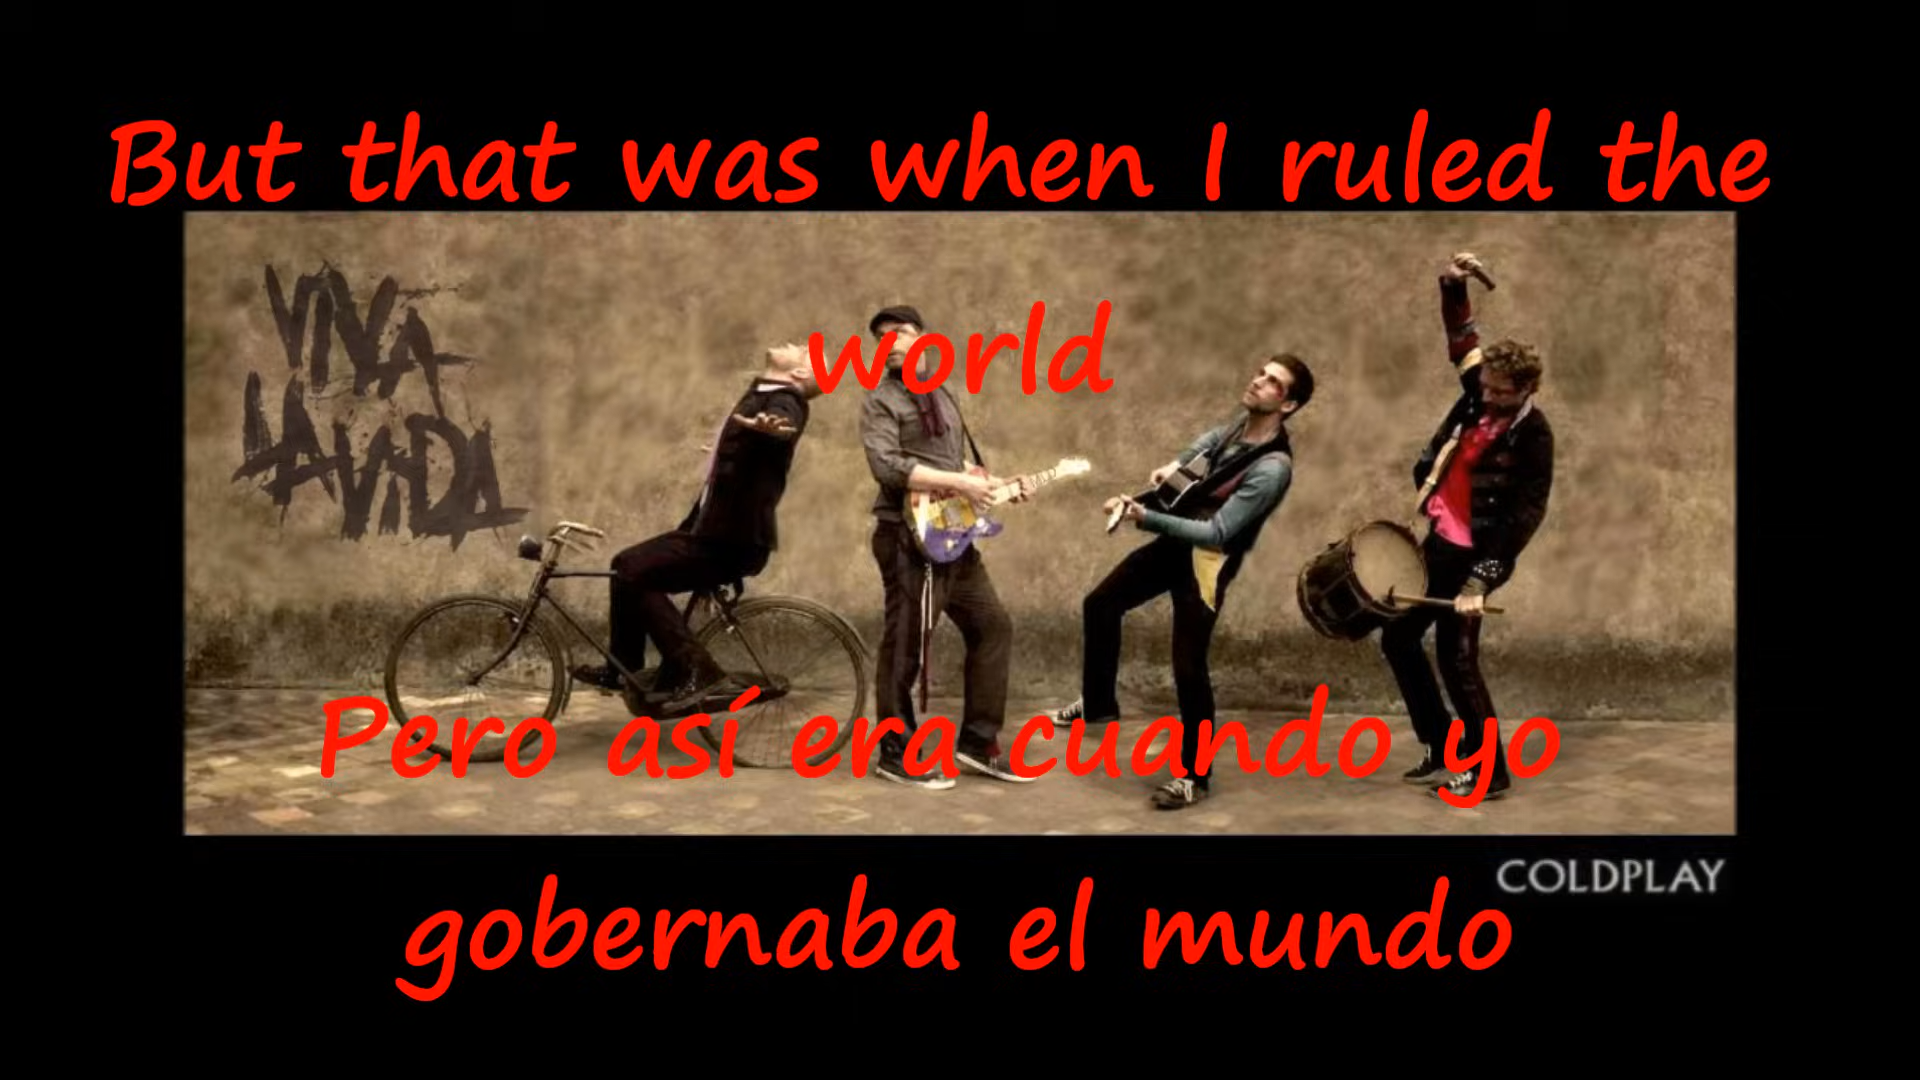 But that was when I ruled the
VIVA
LA VIDA
world
Pero así era cuando yo
COLDPLAY
gobernaba el mundo